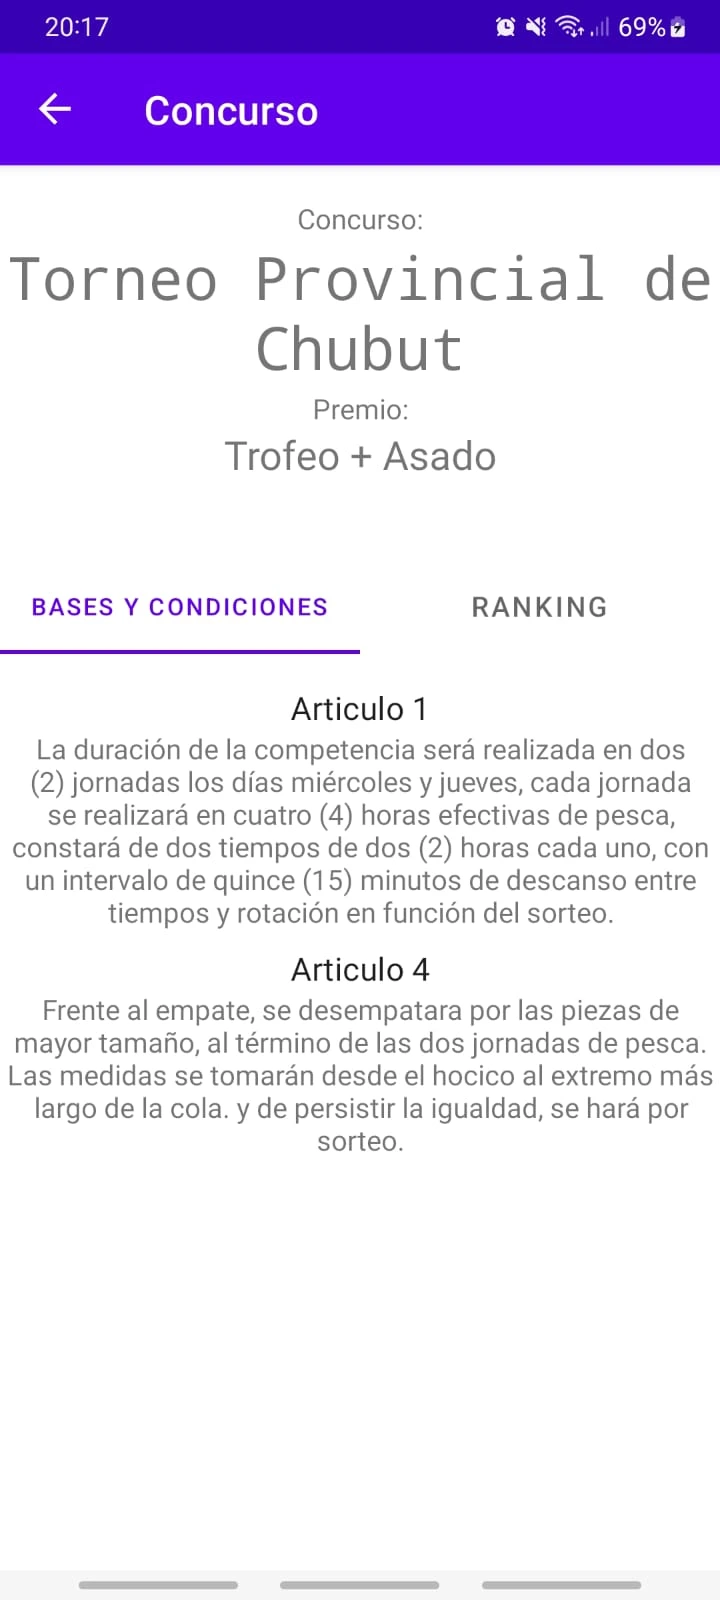 20:17
69%
Concurso
Concurso:
Torneo Provincial de
Chubut
Premio:
Trofeo + Asado
BASES Y CONDICIONES
RANKING
Articulo 1
La duración de la competencia será realizada en dos
(2) jornadas los días miércoles y jueves, cada jornada
se realizará en cuatro (4) horas efectivas de pesca,
constará de dos tiempos de dos (2) horas cada uno, con
un intervalo de quince (15) minutos de descanso entre
tiempos y rotación en función del sorteo.
Articulo 4
Frente al empate, se desempatara por las piezas de
mayor tamaño, al término de las dos jornadas de pesca.
Las medidas se tomarán desde el hocico al extremo más
largo de la cola. y de persistir la igualdad, se hará por
sorteo.